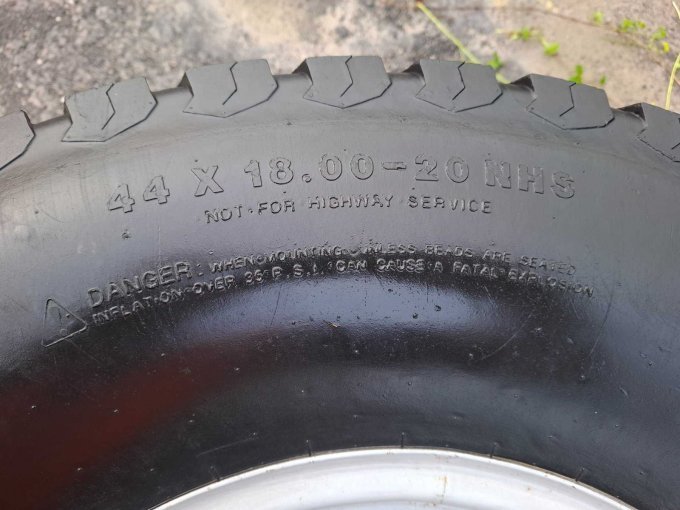 44 X 18.00-20 NHS
NOT FOR HIGHWAY SERVICE
DANGER: WHEN MOUNTING, UNLESS BEADS ARE SEATED
INFLATION OVER 35 P.S.I. CAN CAUSE A FATAL EXPLOSION